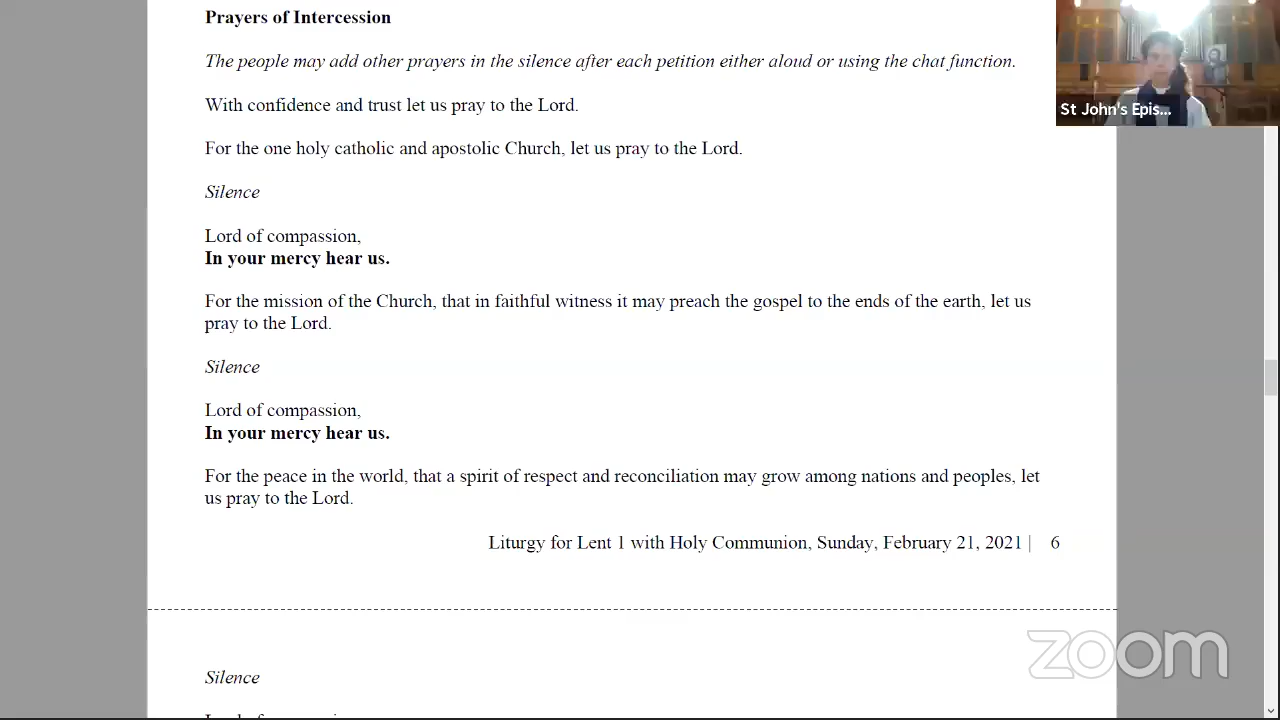 Prayers of Intercession
The people may add other prayers in the silence after each petition either aloud or using the chat function.
With confidence and trust let us pray to the Lord.
For the one holy catholic and apostolic Church, let us pray to the Lord.
Silence
Lord of compassion,
In your mercy hear us.
For the mission of the Church, that in faithful witness it may preach the gospel to the ends of the earth, let us
pray to the Lord.
Silence
Lord of compassion,
In your mercy hear us.
For the peace in the world, that a spirit of respect and reconciliation may grow among nations and peoples, let
us pray to the Lord.
Liturgy for Lent 1 with Holy Communion, Sunday, February 21, 2021 | 6
Silence
St John's Epis...
zoom